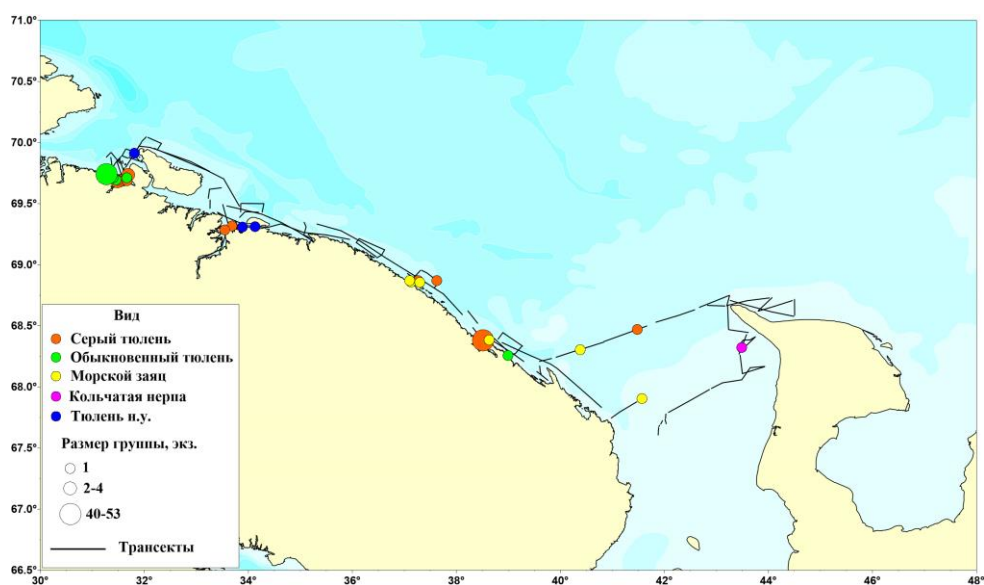 71.0°
70.5°
70.0°
69.5°
69.0°
68.5°
68.0°
67.5°
67.0°
66.5°
30° 32° 34° 36° 38° 40° 42° 44° 46° 48°
Вид
Серый тюлень
Обыкновенный тюлень
Морской заяц
Кольчатая нерпа
Тюлень н.у.
Размер группы, экз.
1
2-4
40-53
Трансекты